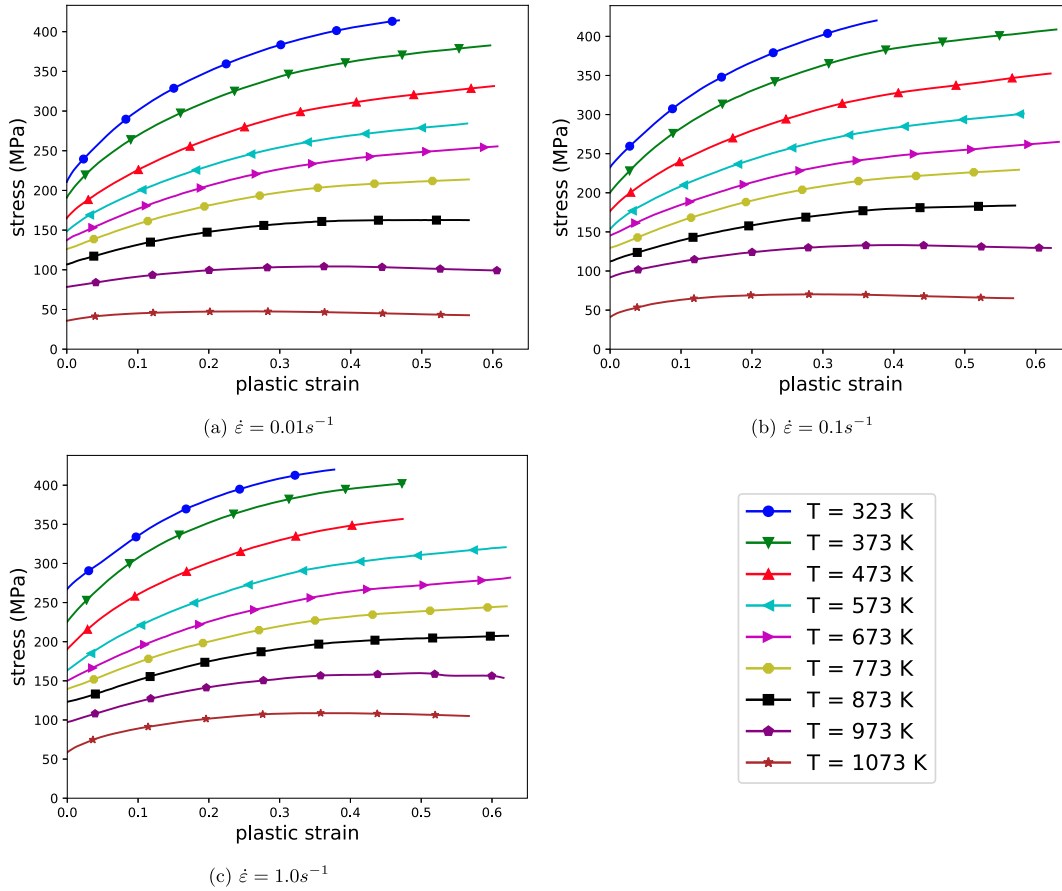 400
350
300
250
200
150
100
50
0
stress (MPa)
0.0 0.1 0.2 0.3 0.4 0.5 0.6
plastic strain
(a) ε̇ = 0.01s⁻¹
400
350
300
250
200
150
100
50
0
stress (MPa)
0.0 0.1 0.2 0.3 0.4 0.5 0.6
plastic strain
(b) ε̇ = 0.1s⁻¹
400
350
300
250
200
150
100
50
0
stress (MPa)
0.0 0.1 0.2 0.3 0.4 0.5 0.6
plastic strain
(c) ε̇ = 1.0s⁻¹
T = 323 K
T = 373 K
T = 473 K
T = 573 K
T = 673 K
T = 773 K
T = 873 K
T = 973 K
T = 1073 K